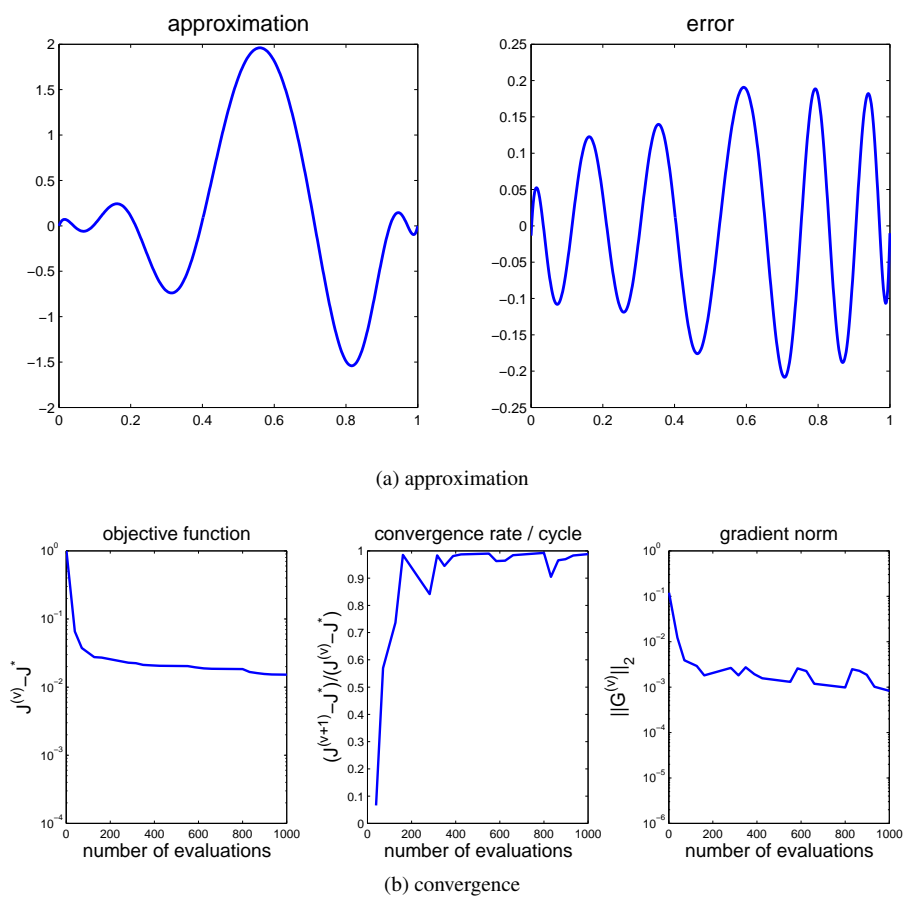 approximation
error
2
1.5
1
0.5
0
−0.5
−1
−1.5
−2
0 0.2 0.4 0.6 0.8 1
0.25
0.2
0.15
0.1
0.05
0
−0.05
−0.1
−0.15
−0.2
−0.25
0 0.2 0.4 0.6 0.8 1
(a) approximation
objective function
J^(v)−J^*
10^0
10^−1
10^−2
10^−3
10^−4
0 200 400 600 800 1000
number of evaluations
convergence rate / cycle
(J^(v+1)−J^*)/(J^(v)−J^*)
1
0.9
0.8
0.7
0.6
0.5
0.4
0.3
0.2
0.1
0
0 200 400 600 800 1000
number of evaluations
gradient norm
||G^(v)||_2
10^0
10^−1
10^−2
10^−3
10^−4
10^−5
10^−6
0 200 400 600 800 1000
number of evaluations
(b) convergence